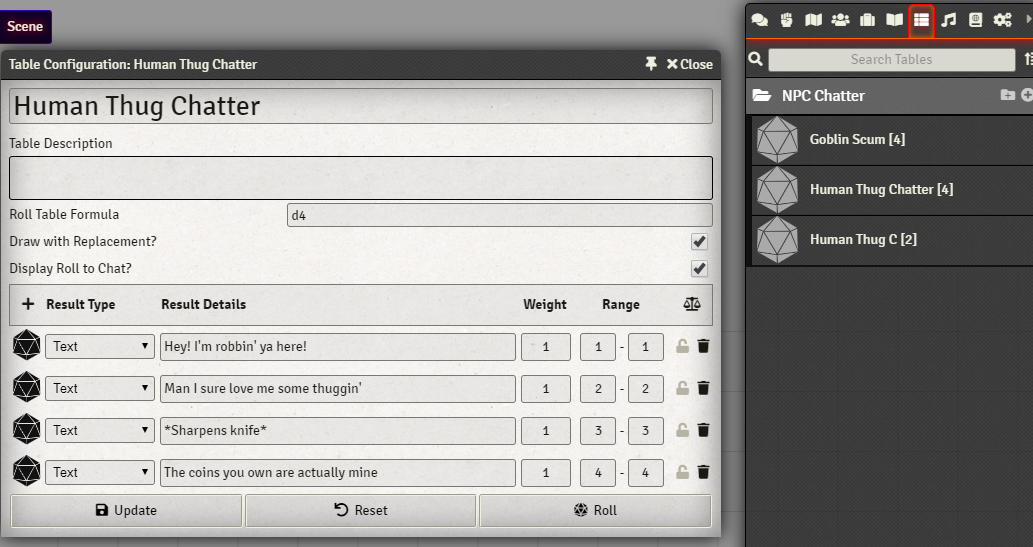 Scene
Table Configuration: Human Thug Chatter Close
Human Thug Chatter
Table Description
Roll Table Formula d4
Draw with Replacement?
Display Roll to Chat?
Result Type Result Details Weight Range
Text Hey! I'm robbin' ya here! 1 1 - 1
Text Man I sure love me some thuggin' 1 2 - 2
Text *Sharpens knife* 1 3 - 3
Text The coins you own are actually mine 1 4 - 4
Update Reset Roll
Search Tables
NPC Chatter
Goblin Scum [4]
Human Thug Chatter [4]
Human Thug C [2]